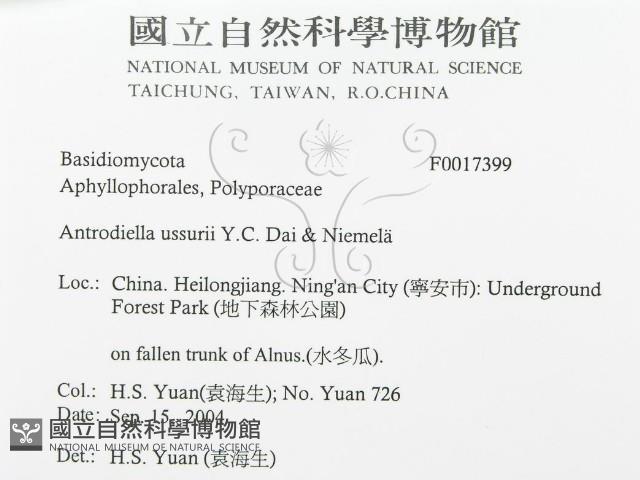 國立自然科學博物館
NATIONAL MUSEUM OF NATURAL SCIENCE
TAICHUNG, TAIWAN, R.O.CHINA
Basidiomycota F0017399
Aphyllophorales, Polyporaceae
Antrodiella ussurii Y.C. Dai & Niemelä
Loc.: China. Heilongjiang. Ning'an City (寧安市): Underground
Forest Park (地下森林公園)
on fallen trunk of Alnus.(水冬瓜).
Col.: H.S. Yuan(袁海生); No. Yuan 726
Date: Sep. 15, 2004
國立自然科學博物館
NATIONAL MUSEUM OF NATURAL SCIENCE
Det.: H.S. Yuan (袁海生)